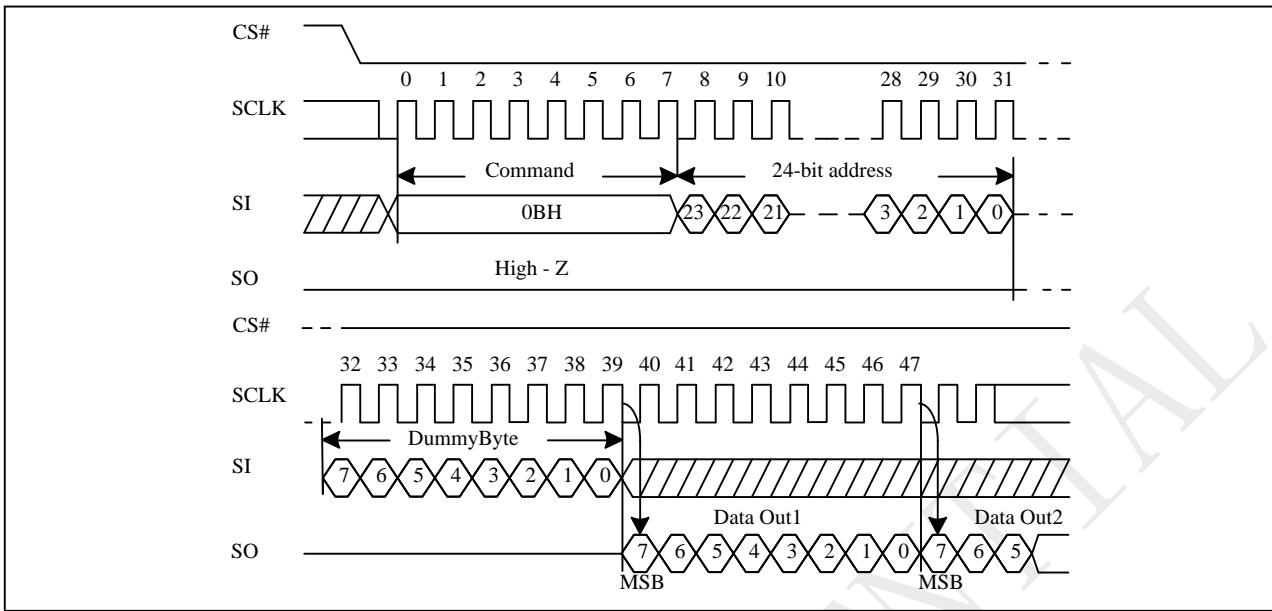 CS#
0 1 2 3 4 5 6 7 8 9 10 28 29 30 31
SCLK
Command 24-bit address
SI 0BH 23 22 21 3 2 1 0
High - Z
SO
CS#
32 33 34 35 36 37 38 39 40 41 42 43 44 45 46 47
SCLK
DummyByte
SI 7 6 5 4 3 2 1 0
Data Out1 Data Out2
SO 7 6 5 4 3 2 1 0 7 6 5
MSB MSB
NTIAL